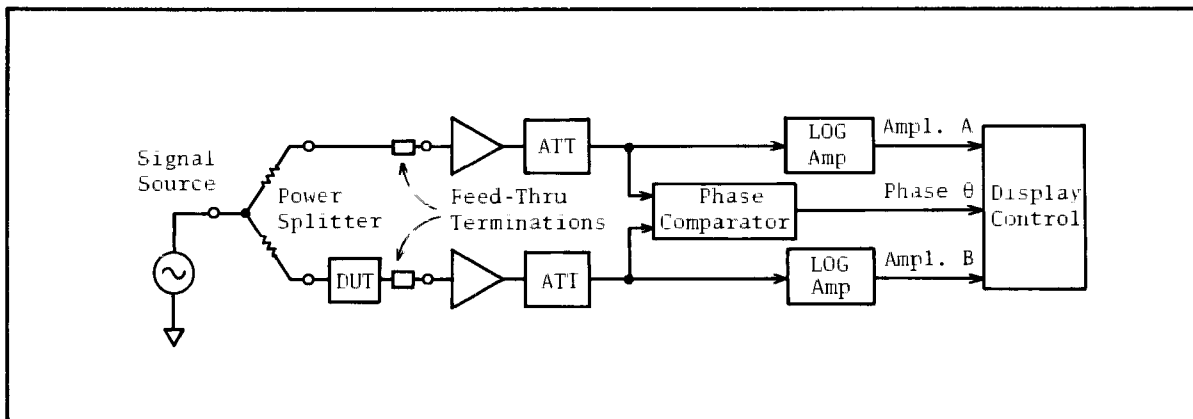 Signal
Source
Power
Splitter
ATT
Feed-Thru
Terminations
DUT
ATT
LOG
Amp
Ampl. A
Phase
Comparator
Phase θ
LOG
Amp
Ampl. B
Display
Control